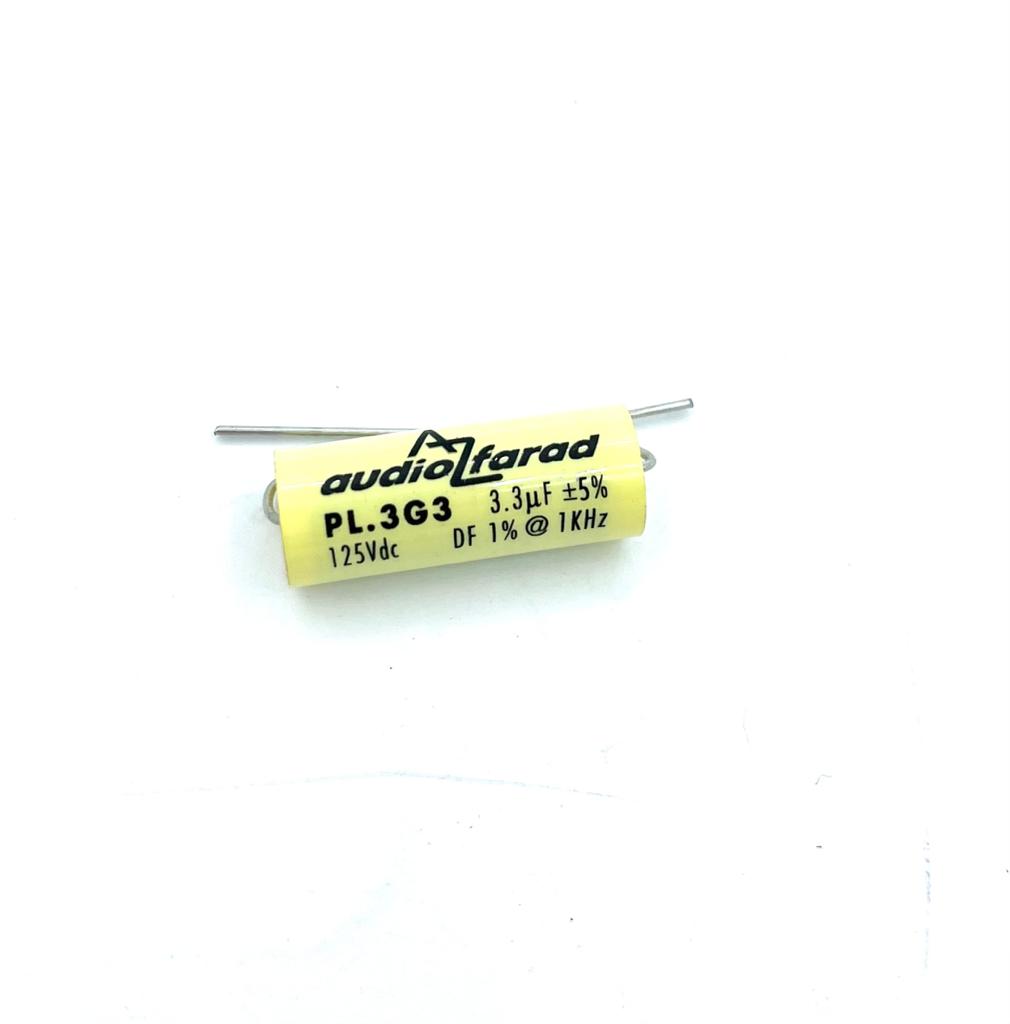 audiofarad
PL.3G3 3.3µF ±5%
125Vdc DF 1% @ 1KHz